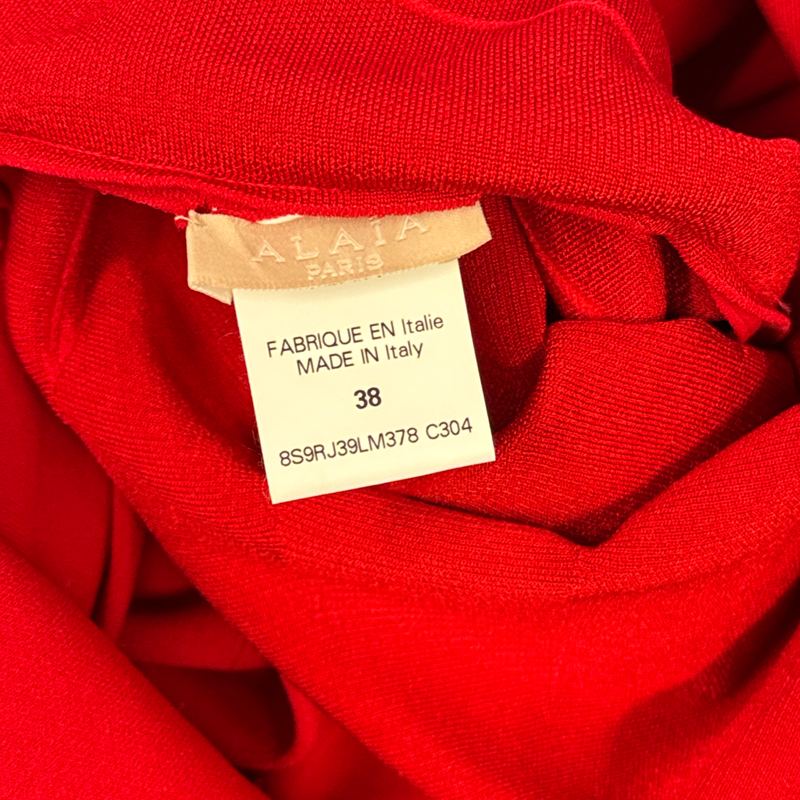 ALAÏA
PARIS
FABRIQUE EN Italie
MADE IN Italy
38
8S9RJ39LM378 C304